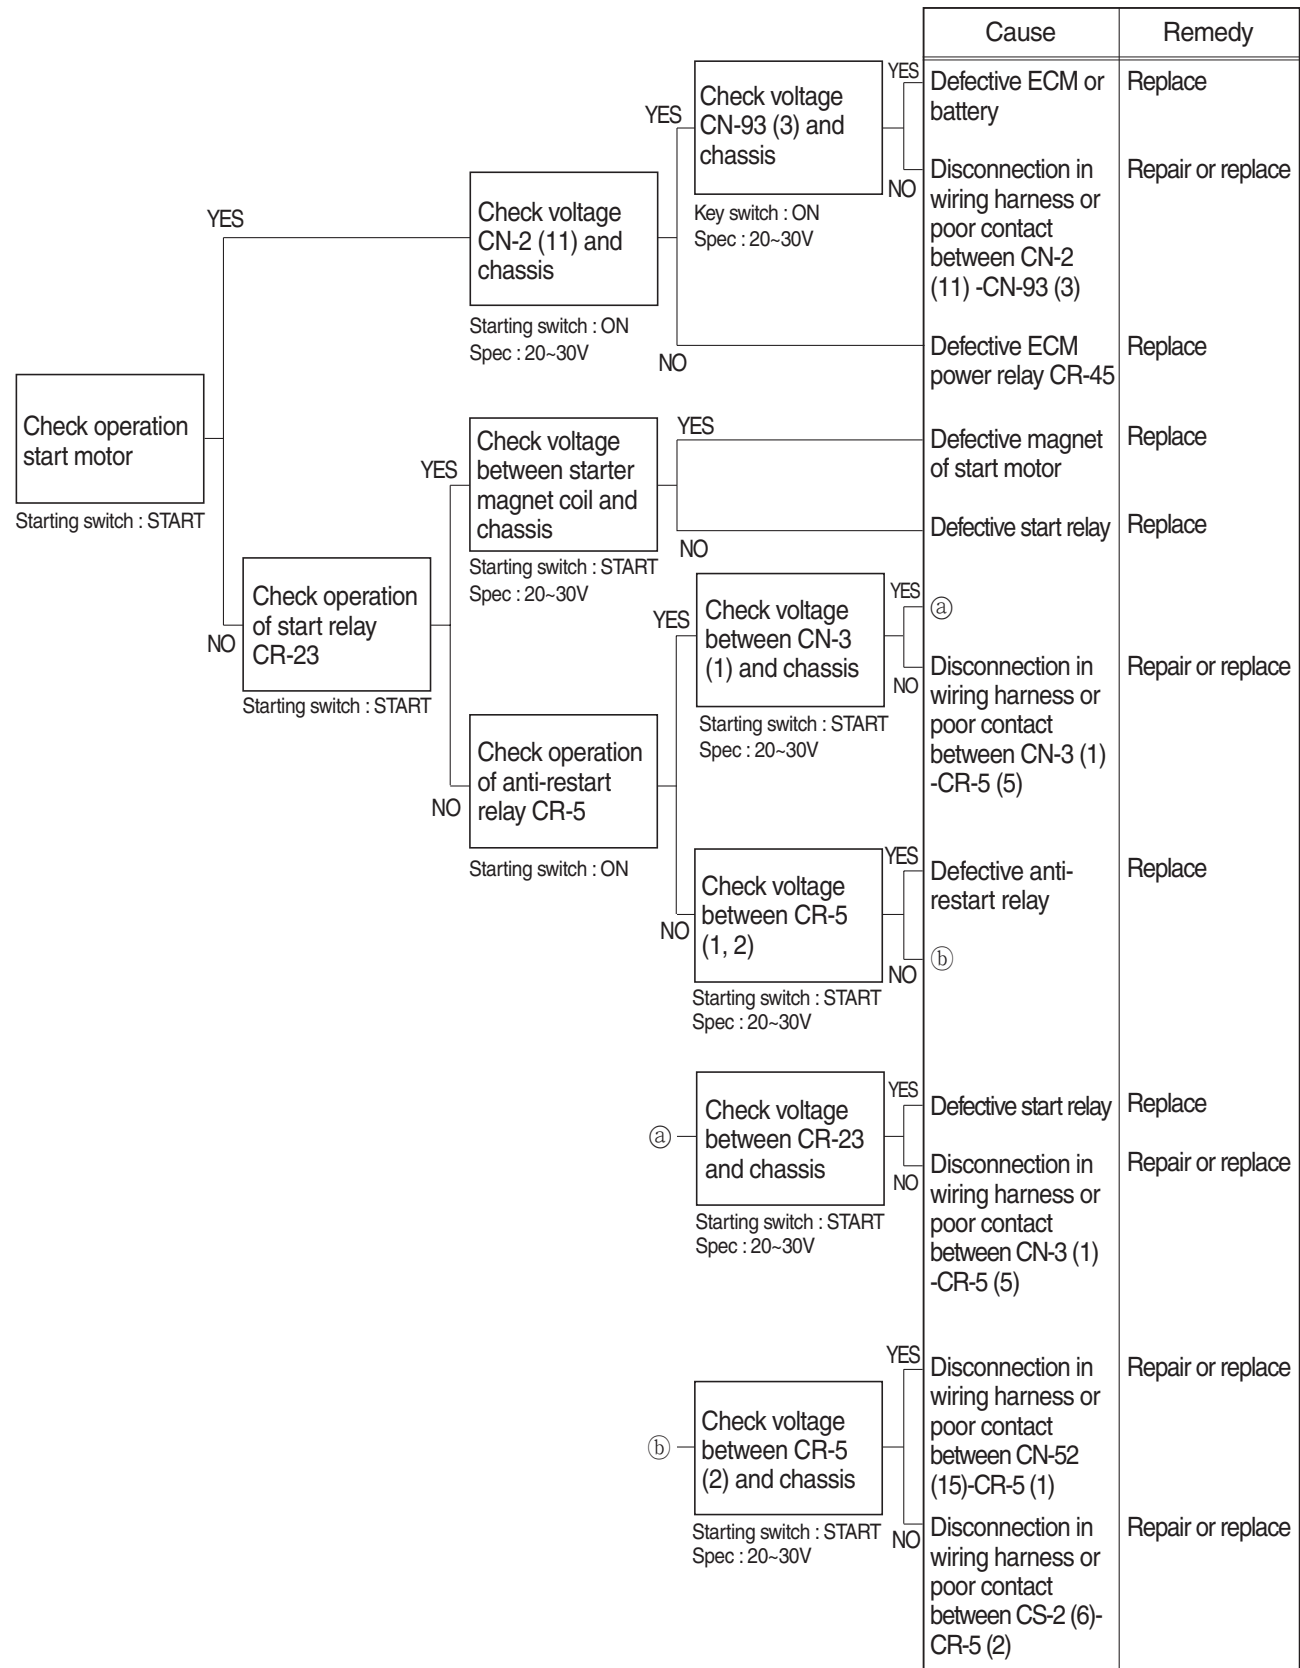 Cause
Remedy
Check operation
start motor
Starting switch : START
YES
NO
Check voltage
CN-2 (11) and
chassis
Starting switch : ON
Spec : 20~30V
YES
NO
Check voltage
CN-93 (3) and
chassis
Key switch : ON
Spec : 20~30V
YES
Defective ECM or
battery
Replace
NO
Disconnection in
wiring harness or
poor contact
between CN-2
(11) -CN-93 (3)
Repair or replace
Defective ECM
power relay CR-45
Replace
Check operation
of start relay
CR-23
Starting switch : START
YES
NO
Check voltage
between starter
magnet coil and
chassis
Starting switch : START
Spec : 20~30V
YES
Defective magnet
of start motor
Replace
NO
Defective start relay
Replace
Check operation
of anti-restart
relay CR-5
Starting switch : ON
YES
NO
Check voltage
between CN-3
(1) and chassis
Starting switch : START
Spec : 20~30V
YES
ⓐ
NO
Disconnection in
wiring harness or
poor contact
between CN-3 (1)
-CR-5 (5)
Repair or replace
Check voltage
between CR-5
(1, 2)
Starting switch : START
Spec : 20~30V
YES
Defective anti-
restart relay
Replace
NO
ⓑ
ⓐ
Check voltage
between CR-23
and chassis
Starting switch : START
Spec : 20~30V
YES
Defective start relay
Replace
NO
Disconnection in
wiring harness or
poor contact
between CN-3 (1)
-CR-5 (5)
Repair or replace
ⓑ
Check voltage
between CR-5
(2) and chassis
Starting switch : START
Spec : 20~30V
YES
Disconnection in
wiring harness or
poor contact
between CN-52
(15)-CR-5 (1)
Repair or replace
NO
Disconnection in
wiring harness or
poor contact
between CS-2 (6)-
CR-5 (2)
Repair or replace